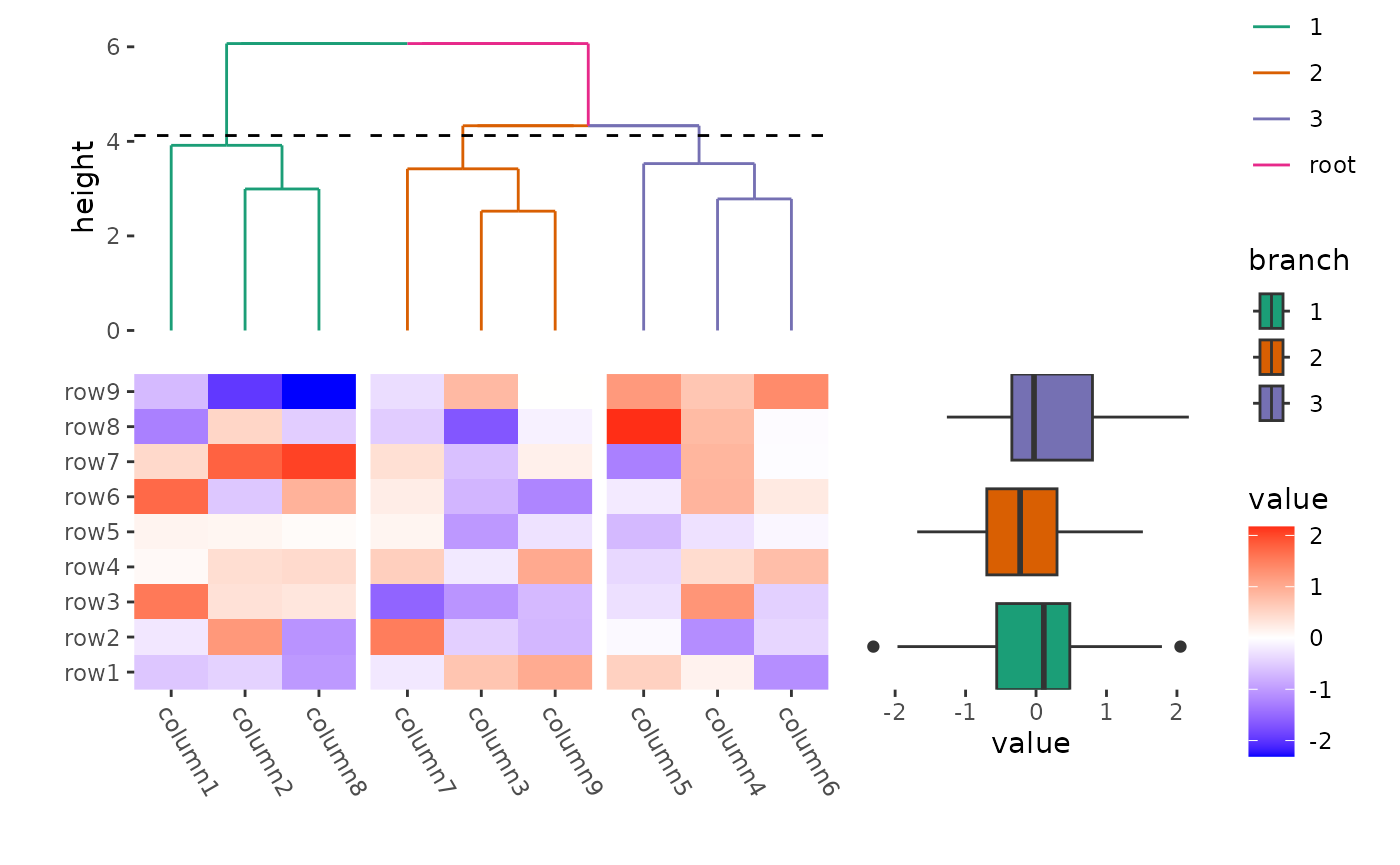 height
6
4
2
0
row9
row8
row7
row6
row5
row4
row3
row2
row1
column1
column2
column8
column7
column3
column9
column5
column4
column6
-2
-1
0
1
2
value
1
2
3
root
branch
1
2
3
value
2
1
0
-1
-2